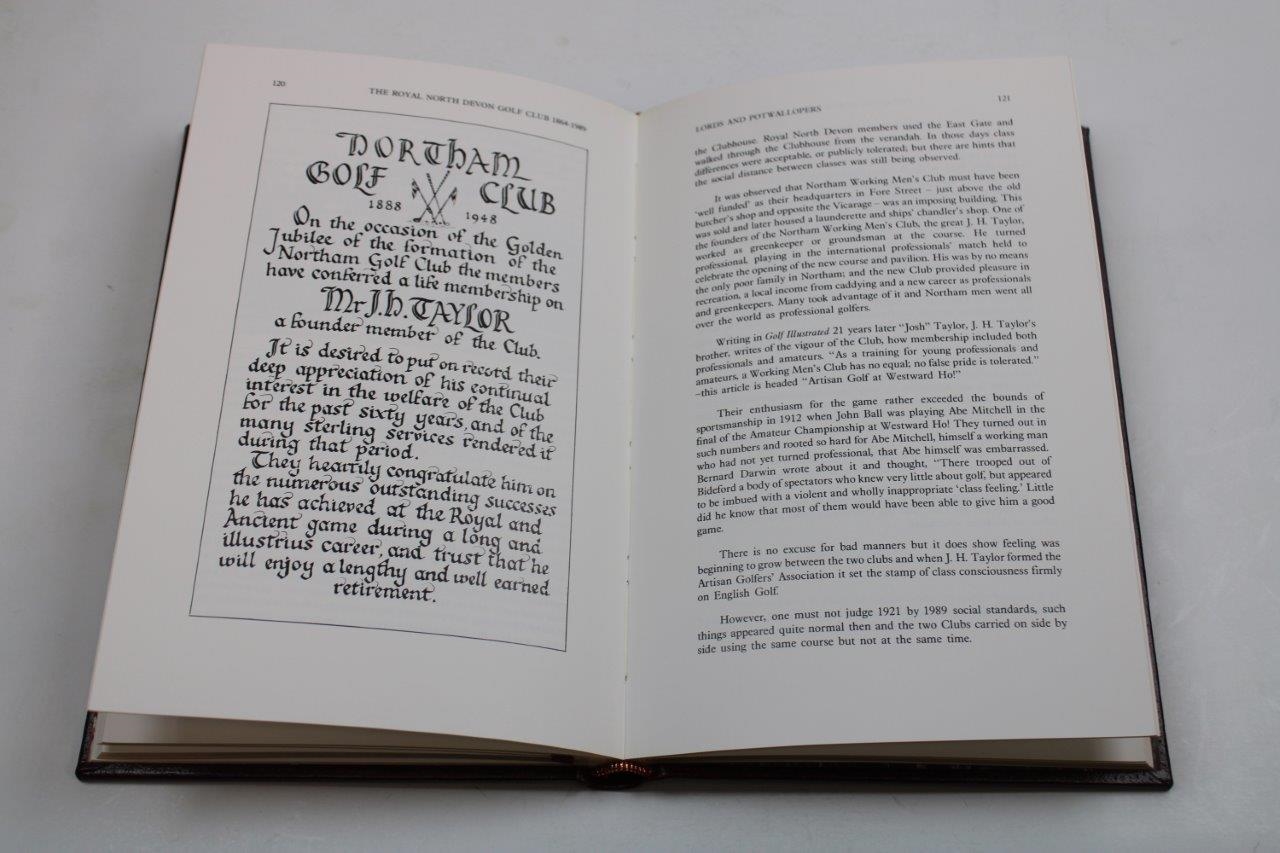 120
THE ROYAL NORTH DEVON GOLF CLUB 1864-1989
NORTHAM
GOLF CLUB
1888 1948
On the occasion of the Golden
Jubilee of the formation of the
Northam Golf Club the members
have conferred a life membership on
Mr J.H. TAYLOR
a founder member of the Club.
It is desired to put on record their
deep appreciation of his continual
interest in the welfare of the Club
for the past sixty years, and of the
many sterling services rendered it
during that period.
They heartily congratulate him on
the numerous outstanding successes
he has achieved at the Royal and
Ancient game during a long and
illustrius career, and trust that he
will enjoy a lengthy and well earned
retirement.
LORDS AND POTWALLOPERS
121
the Clubhouse. Royal North Devon members used the East Gate and
walked through the Clubhouse from the verandah. In those days class
differences were acceptable, or publicly tolerated; but there are hints that
the social distance between classes was still being observed.
It was observed that Northam Working Men's Club must have been
'well funded' as their headquarters in Fore Street – just above the old
butcher's shop and opposite the Vicarage – was an imposing building. This
was sold and later housed a launderette and ships' chandler's shop. One of
the founders of the Northam Working Men's Club, the great J. H. Taylor,
worked as greenkeeper or groundsman at the course. He turned
professional, playing in the international professionals' match held to
celebrate the opening of the new course and pavilion. His was by no means
the only poor family in Northam; and the new Club provided pleasure in
recreation, a local income from caddying and a new career as professionals
and greenkeepers. Many took advantage of it and Northam men went all
over the world as professional golfers.
Writing in Golf Illustrated 21 years later "Josh" Taylor, J. H. Taylor's
brother, writes of the vigour of the Club, how membership included both
professionals and amateurs. "As a training for young professionals and
amateurs, a Working Men's Club has no equal; no false pride is tolerated."
–this article is headed "Artisan Golf at Westward Ho!"
Their enthusiasm for the game rather exceeded the bounds of
sportsmanship in 1912 when John Ball was playing Abe Mitchell in the
final of the Amateur Championship at Westward Ho! They turned out in
such numbers and rooted so hard for Abe Mitchell, himself a working man
who had not yet turned professional, that Abe himself was embarrassed.
Bernard Darwin wrote about it and thought, "There trooped out of
Bideford a body of spectators who knew very little about golf, but appeared
to be imbued with a violent and wholly inappropriate 'class feeling.' Little
did he know that most of them would have been able to give him a good
game.
There is no excuse for bad manners but it does show feeling was
beginning to grow between the two clubs and when J. H. Taylor formed the
Artisan Golfers' Association it set the stamp of class consciousness firmly
on English Golf.
However, one must not judge 1921 by 1989 social standards, such
things appeared quite normal then and the two Clubs carried on side by
side using the same course but not at the same time.